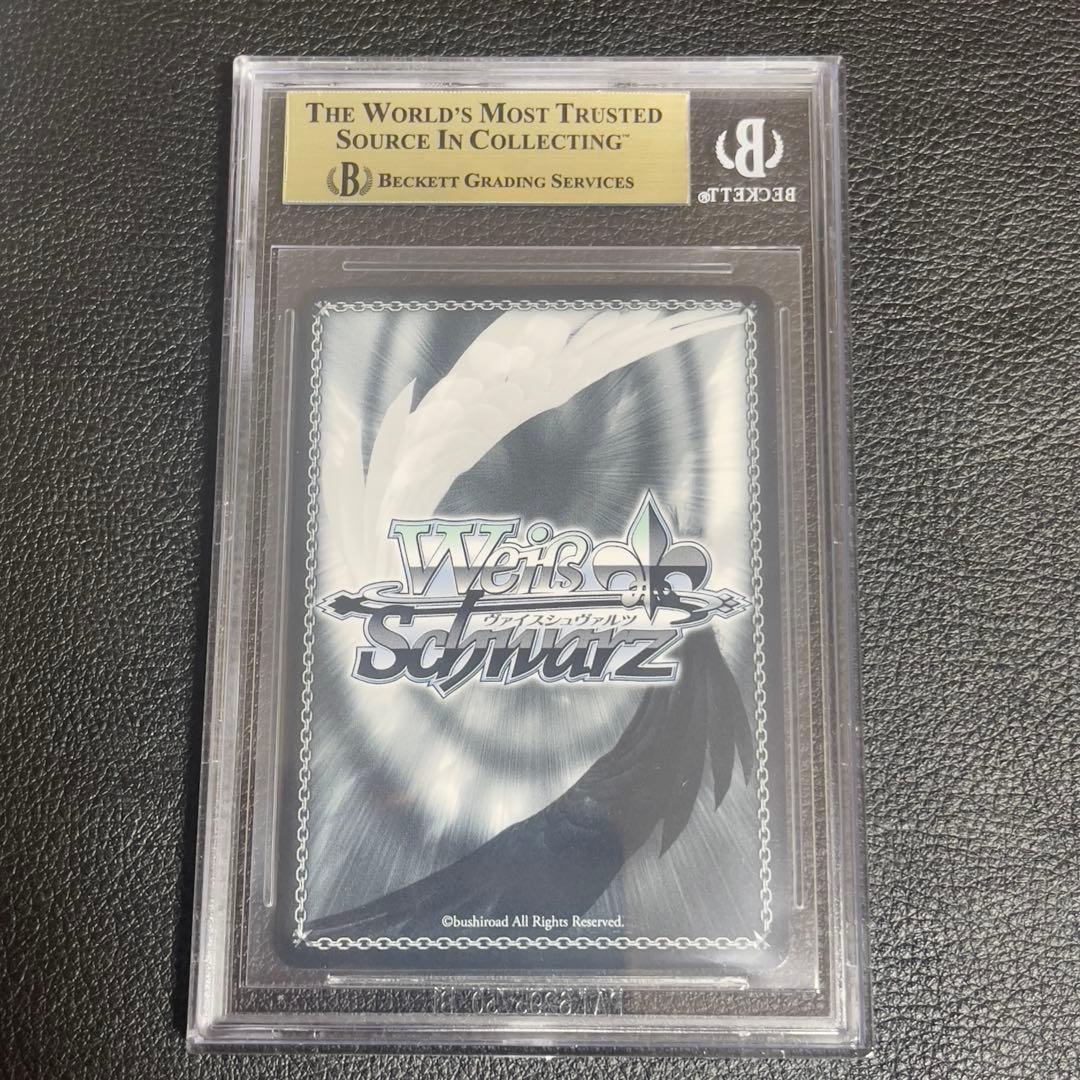 THE WORLD'S MOST TRUSTED
SOURCE IN COLLECTING™
B BECKETT GRADING SERVICES
B
BECKETT®
Weiß
ヴァイスシュヴァルツ
Schwarz
©bushiroad All Rights Reserved.